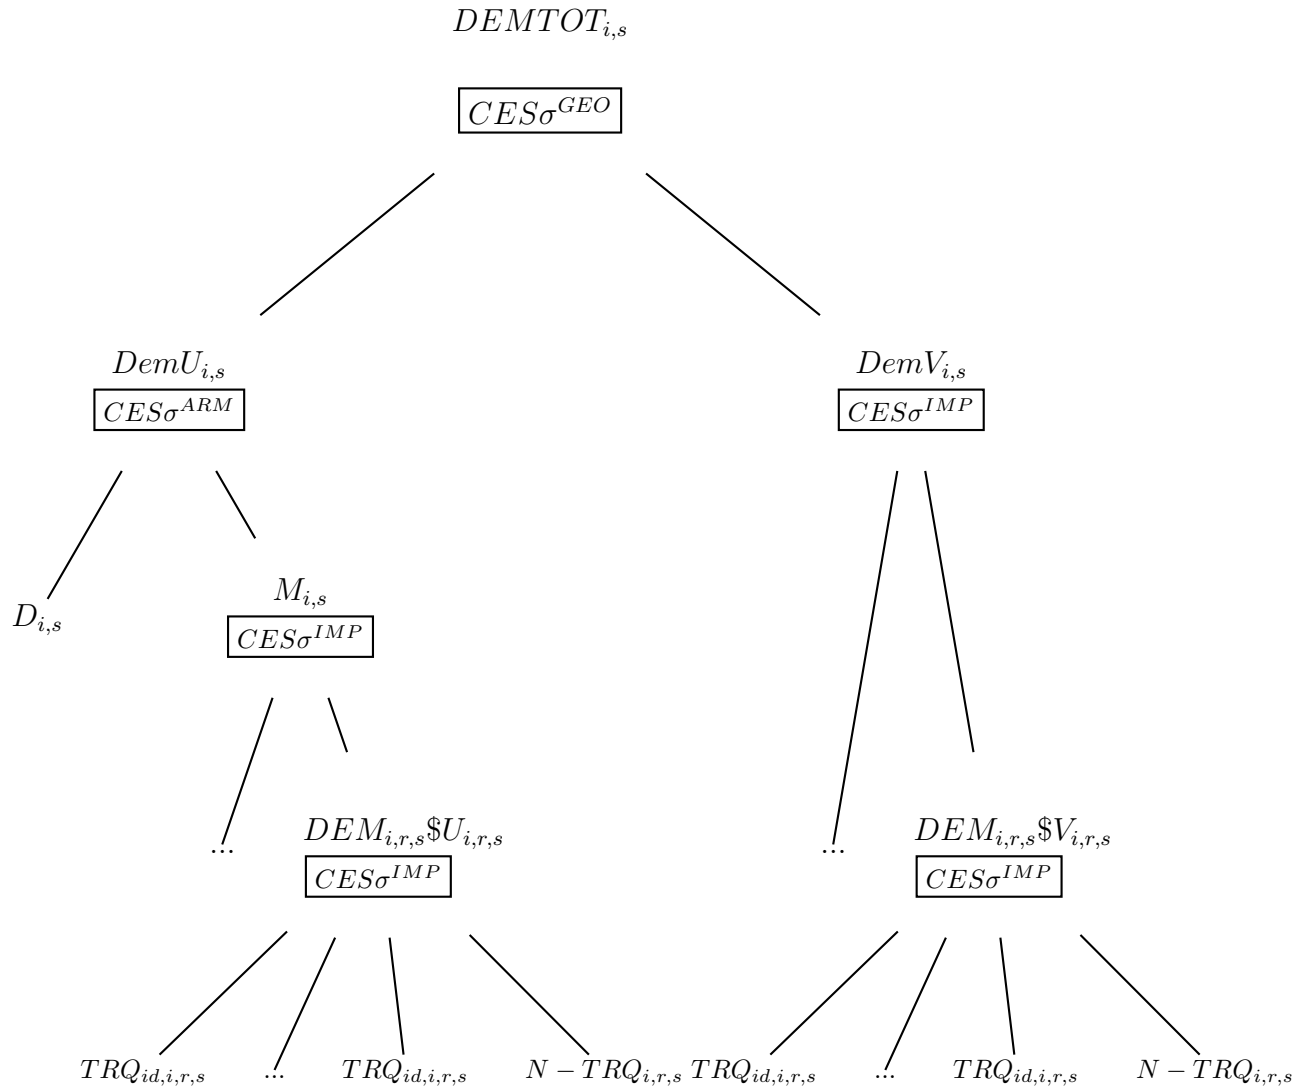 DEMTOT_{i,s}
CESσ^{GEO}
DemU_{i,s}
CESσ^{ARM}
DemV_{i,s}
CESσ^{IMP}
D_{i,s}
M_{i,s}
CESσ^{IMP}
...
DEM_{i,r,s}$U_{i,r,s}
CESσ^{IMP}
...
DEM_{i,r,s}$V_{i,r,s}
CESσ^{IMP}
TRQ_{id,i,r,s} ... TRQ_{id,i,r,s} N − TRQ_{i,r,s} TRQ_{id,i,r,s} ... TRQ_{id,i,r,s} N − TRQ_{i,r,s}